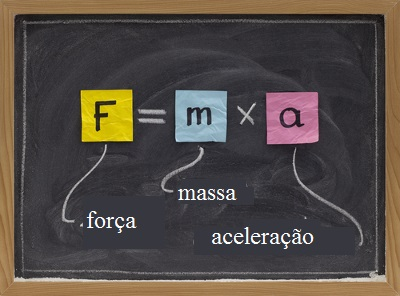 F = m × a
massa
força
aceleração